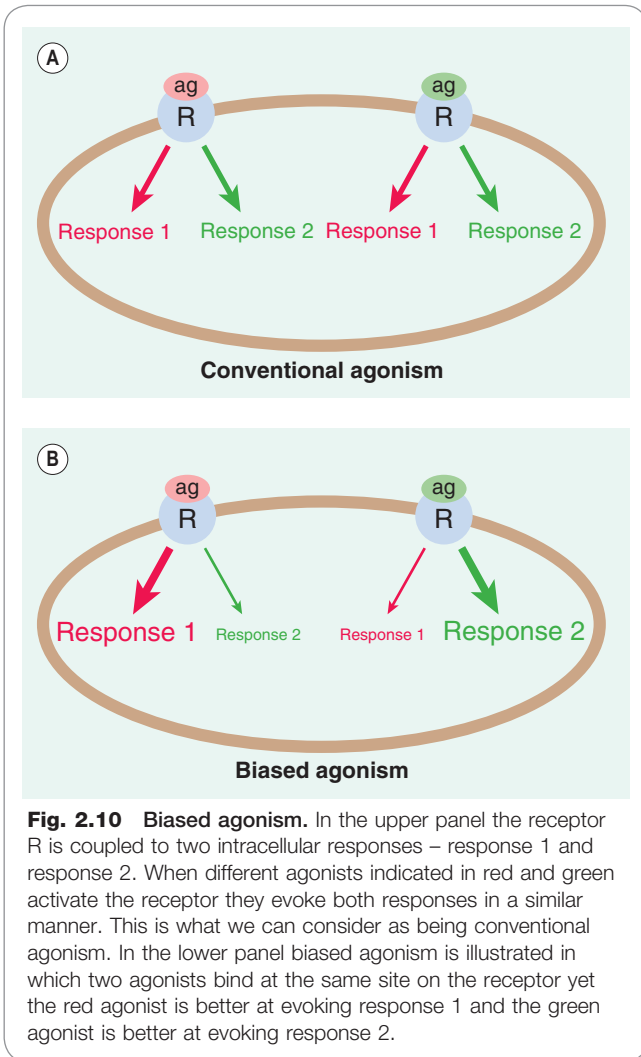 A
ag ag
R R
Response 1 Response 2 Response 1 Response 2
Conventional agonism
B
ag ag
R R
Response 1 Response 2 Response 1 Response 2
Biased agonism
Fig. 2.10 Biased agonism. In the upper panel the receptor
R is coupled to two intracellular responses – response 1 and
response 2. When different agonists indicated in red and green
activate the receptor they evoke both responses in a similar
manner. This is what we can consider as being conventional
agonism. In the lower panel biased agonism is illustrated in
which two agonists bind at the same site on the receptor yet
the red agonist is better at evoking response 1 and the green
agonist is better at evoking response 2.